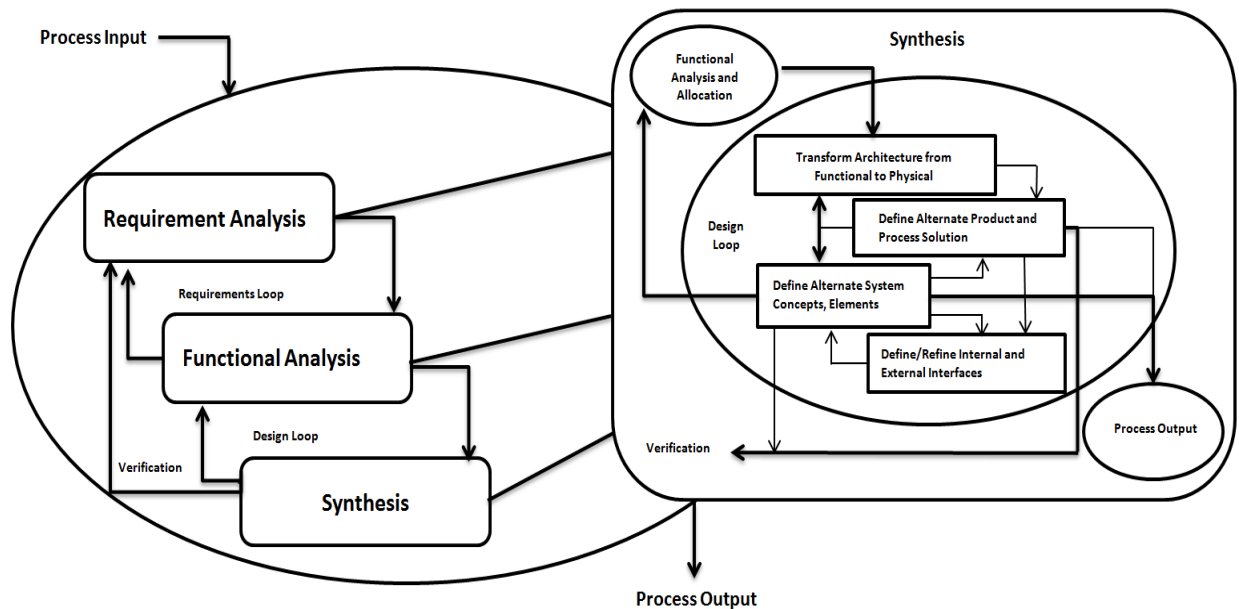 Process Input
Requirement Analysis
Requirements Loop
Functional Analysis
Design Loop
Verification
Synthesis
Synthesis
Functional
Analysis and
Allocation
Transform Architecture from
Functional to Physical
Define Alternate Product and
Process Solution
Design
Loop
Define Alternate System
Concepts, Elements
Define/Refine Internal and
External Interfaces
Process Output
Verification
Process Output